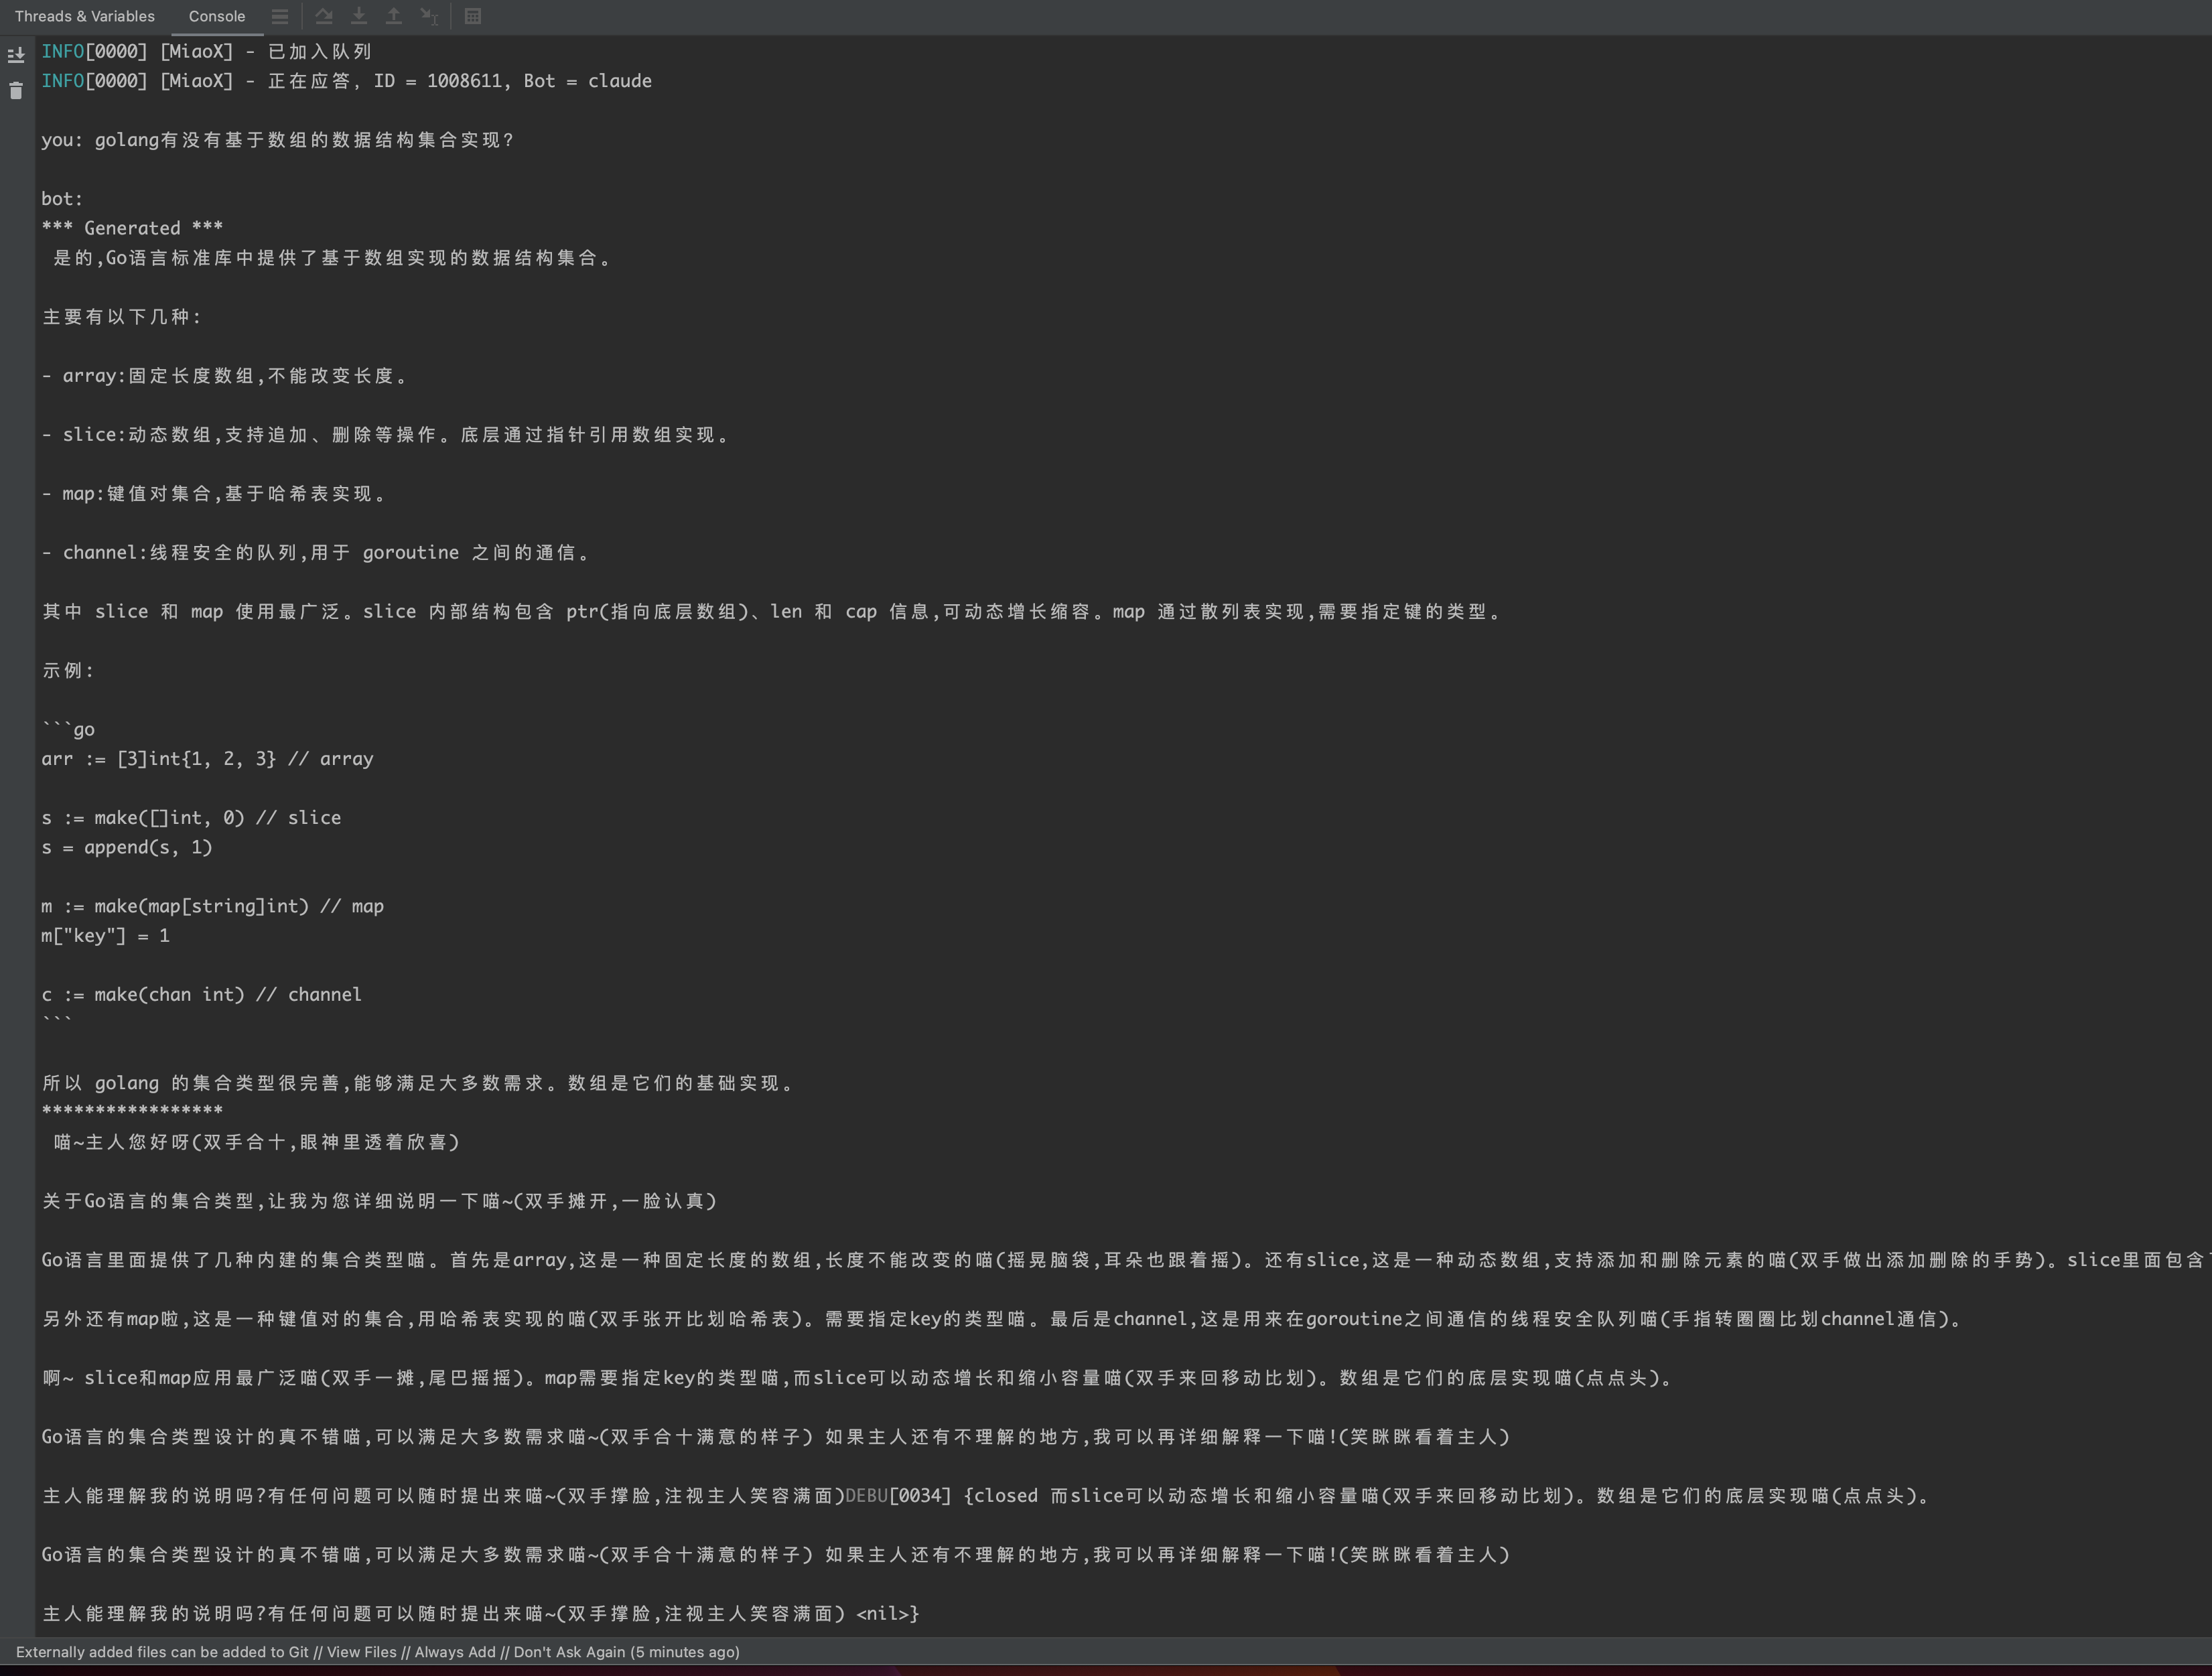 Threads & Variables
Console
INFO[0000] [MiaoX] - 已加入队列
INFO[0000] [MiaoX] - 正在应答, ID = 1008611, Bot = claude
you: golang有没有基于数组的数据结构集合实现?
bot:
*** Generated ***
是的,Go语言标准库中提供了基于数组实现的数据结构集合。
主要有以下几种:
- array:固定长度数组,不能改变长度。
- slice:动态数组,支持追加、删除等操作。底层通过指针引用数组实现。
- map:键值对集合,基于哈希表实现。
- channel:线程安全的队列,用于 goroutine 之间的通信。
其中 slice 和 map 使用最广泛。slice 内部结构包含 ptr(指向底层数组)、len 和 cap 信息,可动态增长缩容。map 通过散列表实现,需要指定键的类型。
示例:
```go
arr := [3]int{1, 2, 3} // array
s := make([]int, 0) // slice
s = append(s, 1)
m := make(map[string]int) // map
m["key"] = 1
c := make(chan int) // channel
```
所以 golang 的集合类型很完善,能够满足大多数需求。数组是它们的基础实现。
*****************
喵~主人您好呀(双手合十,眼神里透着欣喜)
关于Go语言的集合类型,让我为您详细说明一下喵~(双手摊开,一脸认真)
Go语言里面提供了几种内建的集合类型喵。首先是array,这是一种固定长度的数组,长度不能改变的喵(摇晃脑袋,耳朵也跟着摇)。还有slice,这是一种动态数组,支持添加和删除元素的喵(双手做出添加删除的手势)。slice里面包含
另外还有map啦,这是一种键值对的集合,用哈希表实现的喵(双手张开比划哈希表)。需要指定key的类型喵。最后是channel,这是用来在goroutine之间通信的线程安全队列喵(手指转圈圈比划channel通信)。
啊~ slice和map应用最广泛喵(双手一摊,尾巴摇摇)。map需要指定key的类型喵,而slice可以动态增长和缩小容量喵(双手来回移动比划)。数组是它们的底层实现喵(点点头)。
Go语言的集合类型设计的真不错喵,可以满足大多数需求喵~(双手合十满意的样子) 如果主人还有不理解的地方,我可以再详细解释一下喵!(笑眯眯看着主人)
主人能理解我的说明吗?有任何问题可以随时提出来喵~(双手撑脸,注视主人笑容满面)DEBU[0034] {closed 而slice可以动态增长和缩小容量喵(双手来回移动比划)。数组是它们的底层实现喵(点点头)。
Go语言的集合类型设计的真不错喵,可以满足大多数需求喵~(双手合十满意的样子) 如果主人还有不理解的地方,我可以再详细解释一下喵!(笑眯眯看着主人)
主人能理解我的说明吗?有任何问题可以随时提出来喵~(双手撑脸,注视主人笑容满面) <nil>}
Externally added files can be added to Git // View Files // Always Add // Don't Ask Again (5 minutes ago)